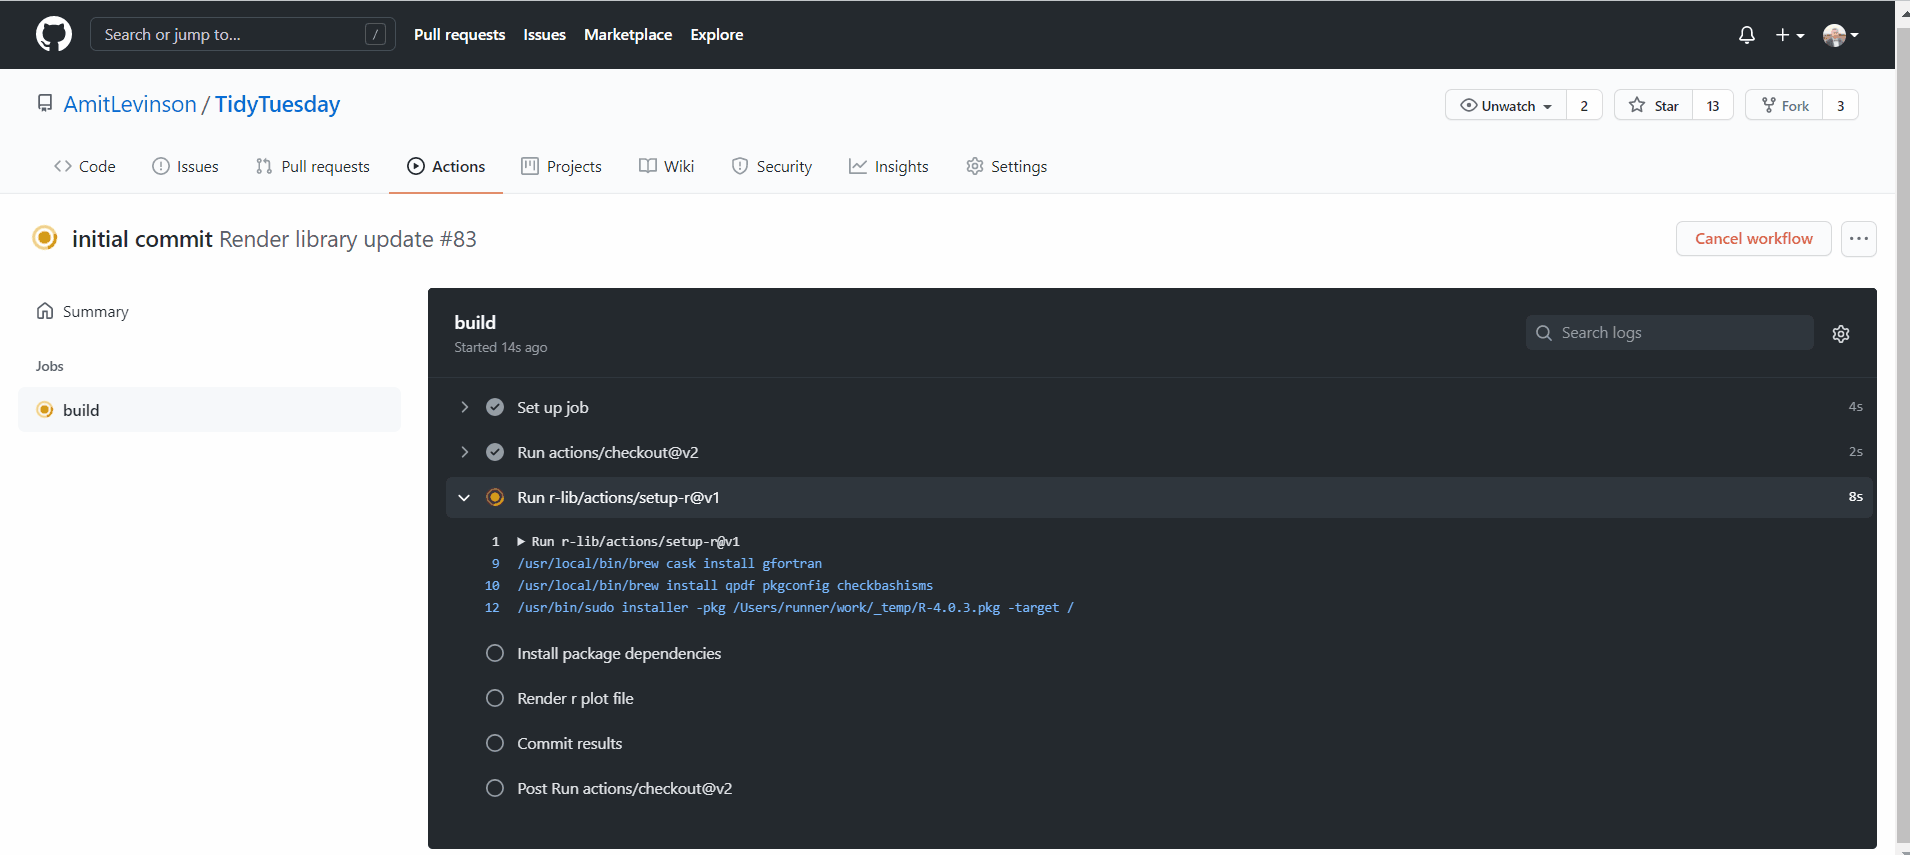 Search or jump to... / Pull requests Issues Marketplace Explore
AmitLevinson / TidyTuesday Unwatch 2 Star 13 Fork 3
Code Issues Pull requests Actions Projects Wiki Security Insights Settings
initial commit Render library update #83 Cancel workflow ...
Summary
Jobs
build
build
Started 14s ago
Search logs
Set up job 4s
Run actions/checkout@v2 2s
Run r-lib/actions/setup-r@v1 8s
1 Run r-lib/actions/setup-r@v1
9 /usr/local/bin/brew cask install gfortran
10 /usr/local/bin/brew install qpdf pkgconfig checkbashisms
12 /usr/bin/sudo installer -pkg /Users/runner/work/_temp/R-4.0.3.pkg -target /
Install package dependencies
Render r plot file
Commit results
Post Run actions/checkout@v2